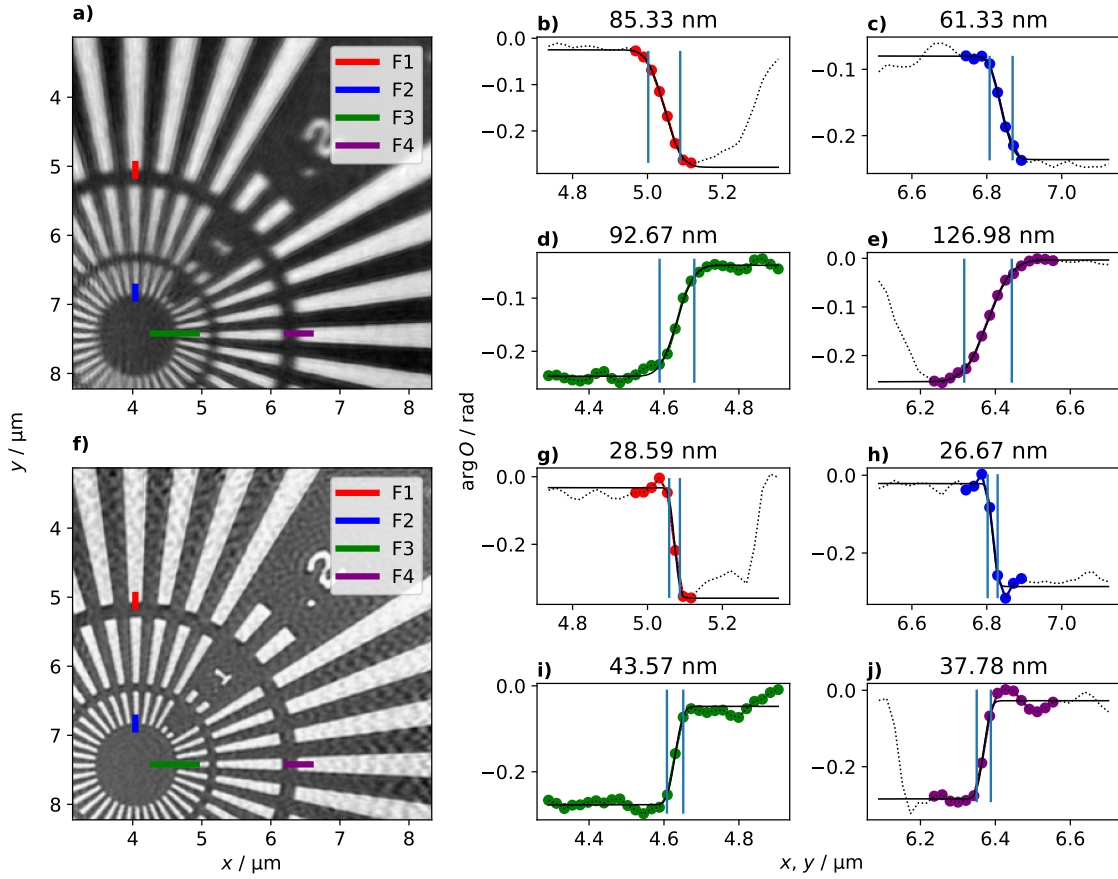 a)
F1
F2
F3
F4
4
5
6
7
8
4 5 6 7 8
y / µm
b) 85.33 nm
0.0
−0.1
−0.2
4.8 5.0 5.2
c) 61.33 nm
−0.1
−0.2
6.6 6.8 7.0
d) 92.67 nm
−0.1
−0.2
4.4 4.6 4.8
e) 126.98 nm
0.0
−0.1
−0.2
6.2 6.4 6.6
arg O / rad
f)
F1
F2
F3
F4
2
1
4
5
6
7
8
4 5 6 7 8
x / µm
g) 28.59 nm
0.0
−0.2
4.8 5.0 5.2
h) 26.67 nm
0.0
−0.2
6.6 6.8 7.0
i) 43.57 nm
0.0
−0.2
4.4 4.6 4.8
j) 37.78 nm
0.0
−0.2
6.2 6.4 6.6
x, y / µm